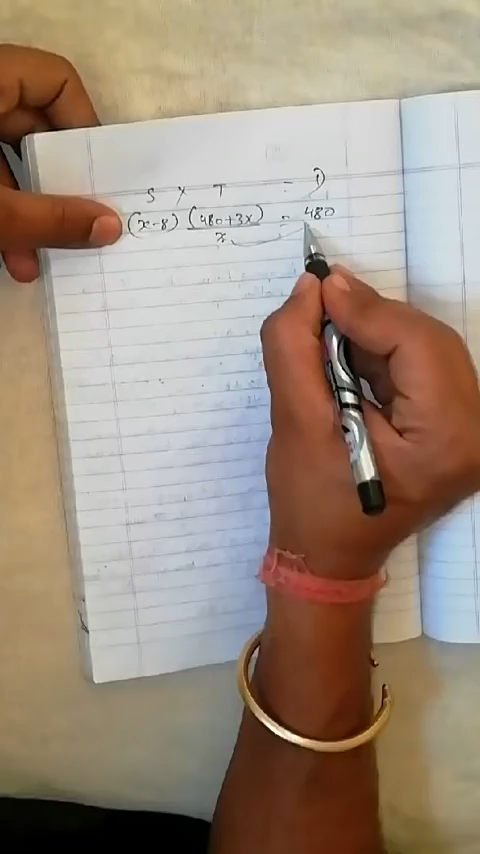 S × T = D
(x-8) (480+3x) = 480
x